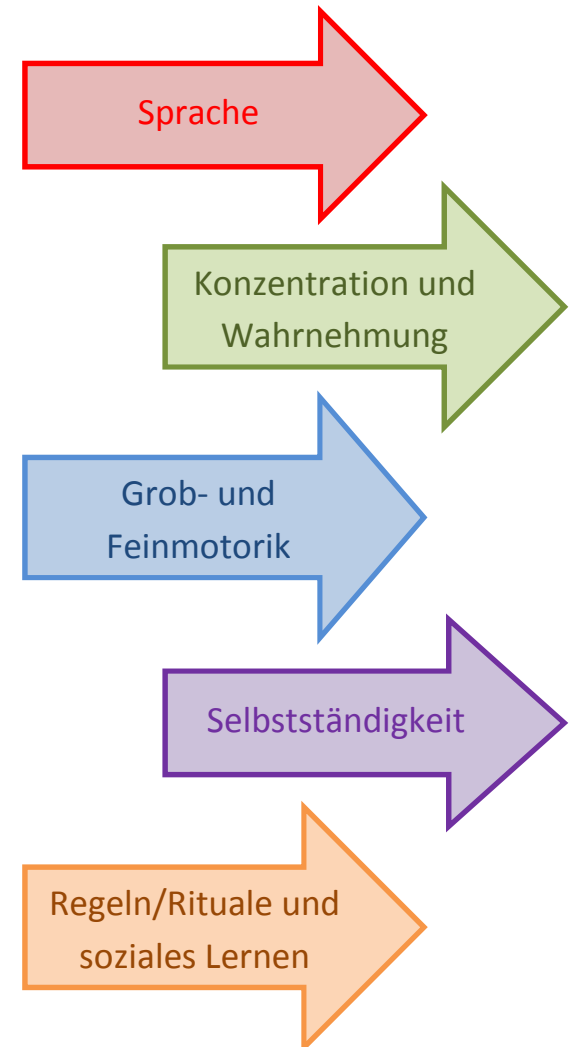 Sprache
Konzentration und
Wahrnehmung
Grob- und
Feinmotorik
Selbstständigkeit
Regeln/Rituale und
soziales Lernen